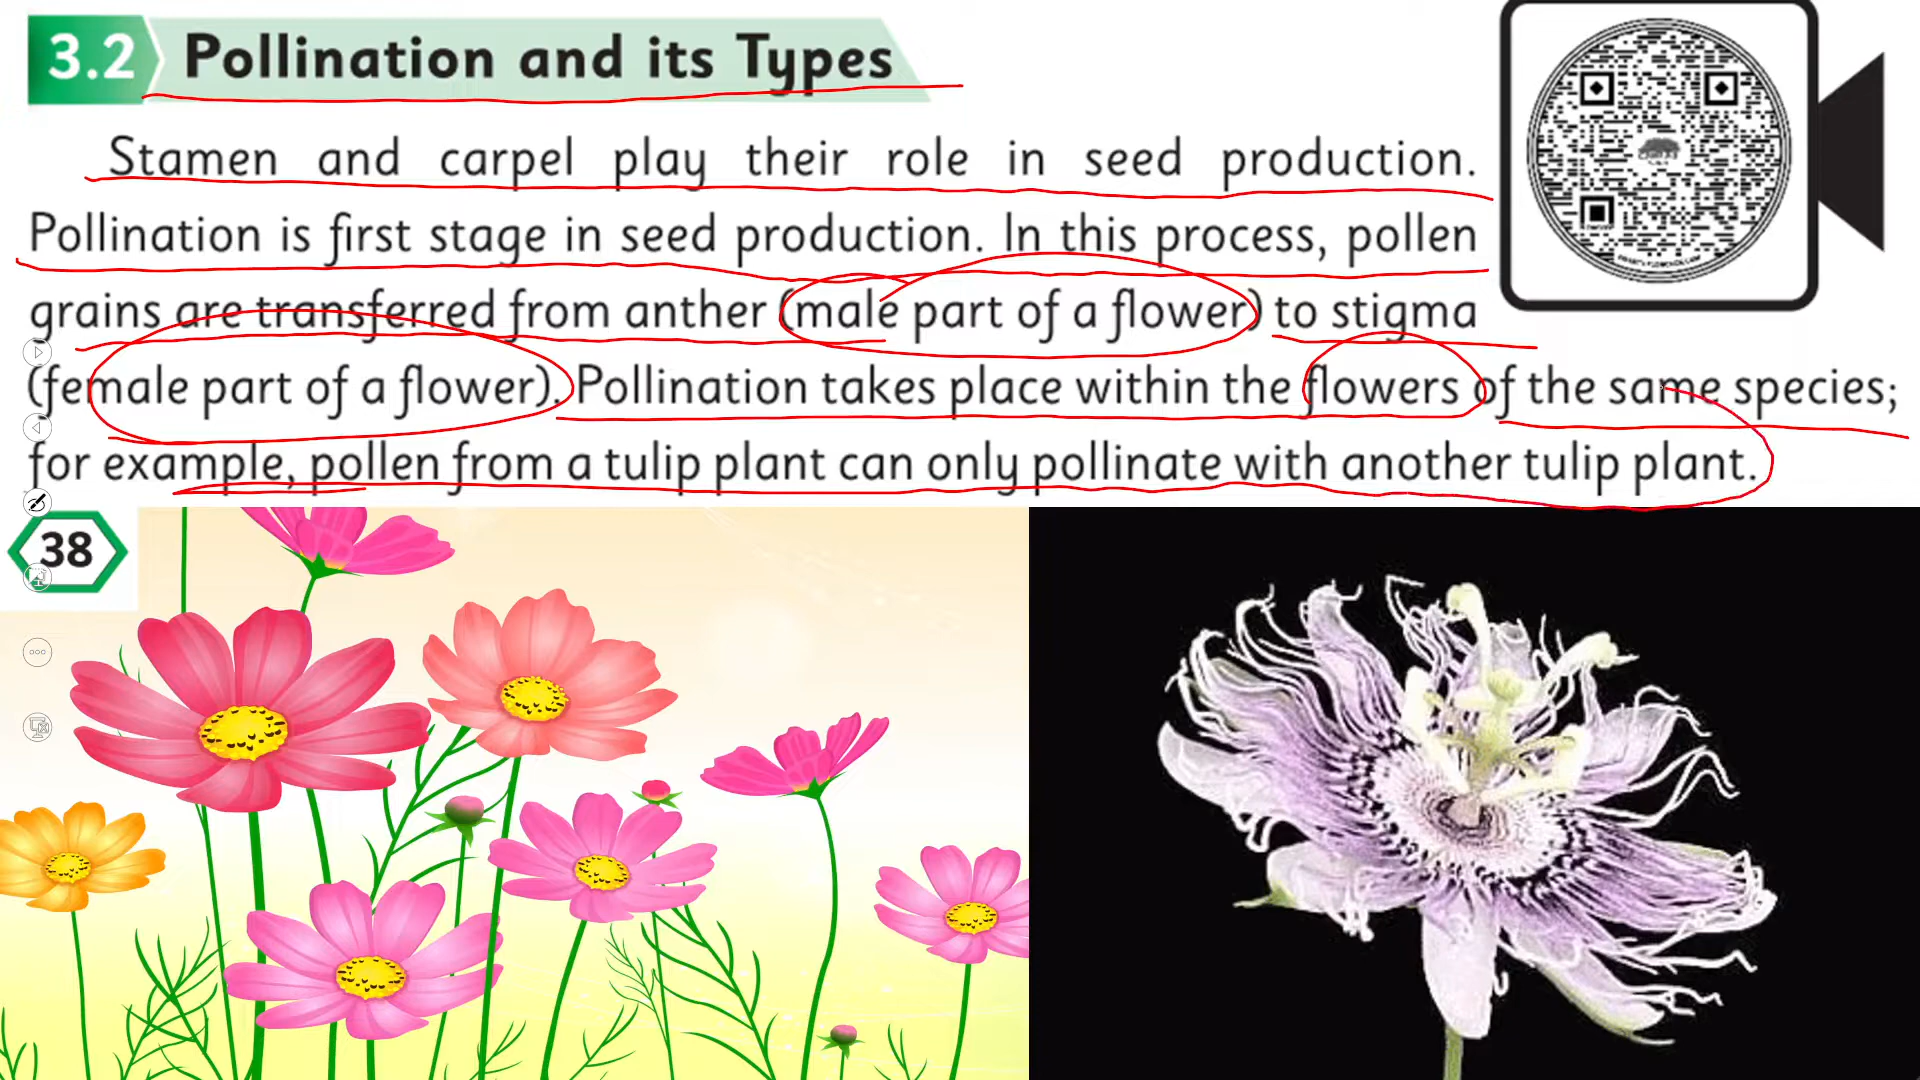 3.2 Pollination and its Types
Stamen and carpel play their role in seed production.
Pollination is first stage in seed production. In this process, pollen
grains are transferred from anther (male part of a flower) to stigma
(female part of a flower). Pollination takes place within the flowers of the same species;
for example, pollen from a tulip plant can only pollinate with another tulip plant.
38